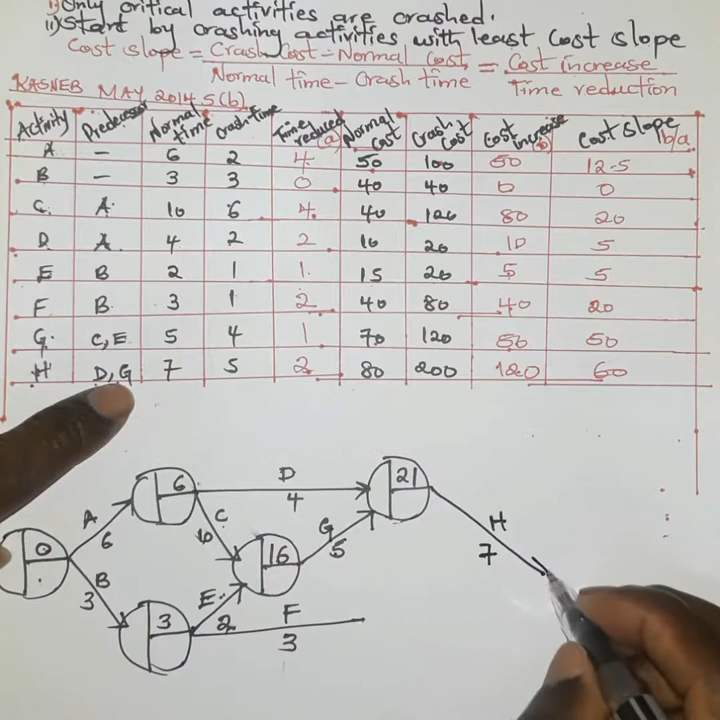 i) Only critical activities are crashed.
ii) Start by crashing activities with least cost slope
Cost slope = Crash Cost - Normal cost = Cost increase
Normal time - Crash time Time reduction
KASNEB MAY 2014 5(b)
Activity Predecessor Normal time Crash time Time reduced (a) Normal cost Crash cost Cost increase (b) Cost slope b/a
A - 6 2 4 50 100 50 12.5
B - 3 3 0 40 40 0 0
C A 10 6 4 40 120 80 20
D A 4 2 2 10 20 10 5
E B 2 1 1 15 20 5 5
F B 3 1 2 40 80 40 20
G C,E 5 4 1 70 120 50 50
H D,G 7 5 2 80 200 120 60
D
4
21
6
A
6
C
10
H
7
G
5
0
16
B
3
E
2
F
3
3